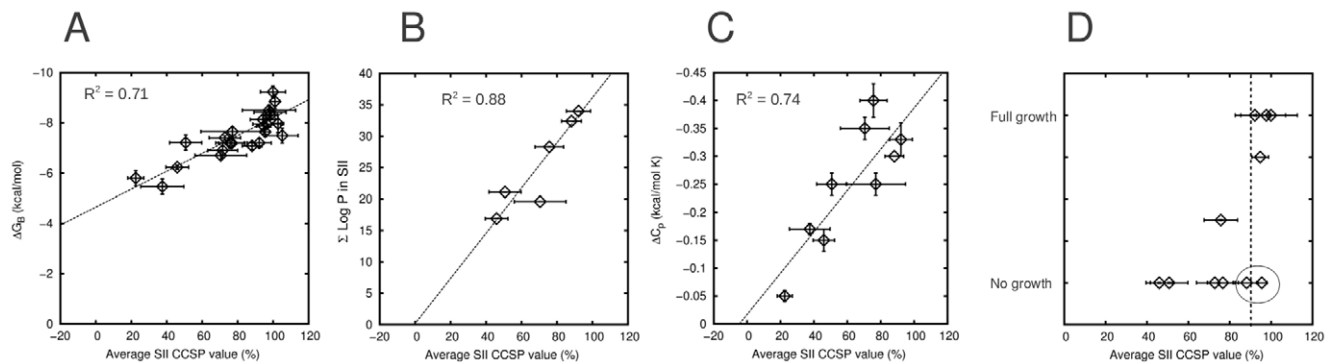 A
R² = 0.71
ΔG_B (kcal/mol)
-10
-8
-6
-4
-2
0
-20 0 20 40 60 80 100 120
Average SII CCSP value (%)
B
R² = 0.88
Σ Log P in SII
40
35
30
25
20
15
10
5
0
-20 0 20 40 60 80 100 120
Average SII CCSP value (%)
C
R² = 0.74
ΔC_p (kcal/mol K)
-0.45
-0.4
-0.35
-0.3
-0.25
-0.2
-0.15
-0.1
-0.05
0
-20 0 20 40 60 80 100 120
Average SII CCSP value (%)
D
Full growth
No growth
-20 0 20 40 60 80 100 120
Average SII CCSP value (%)